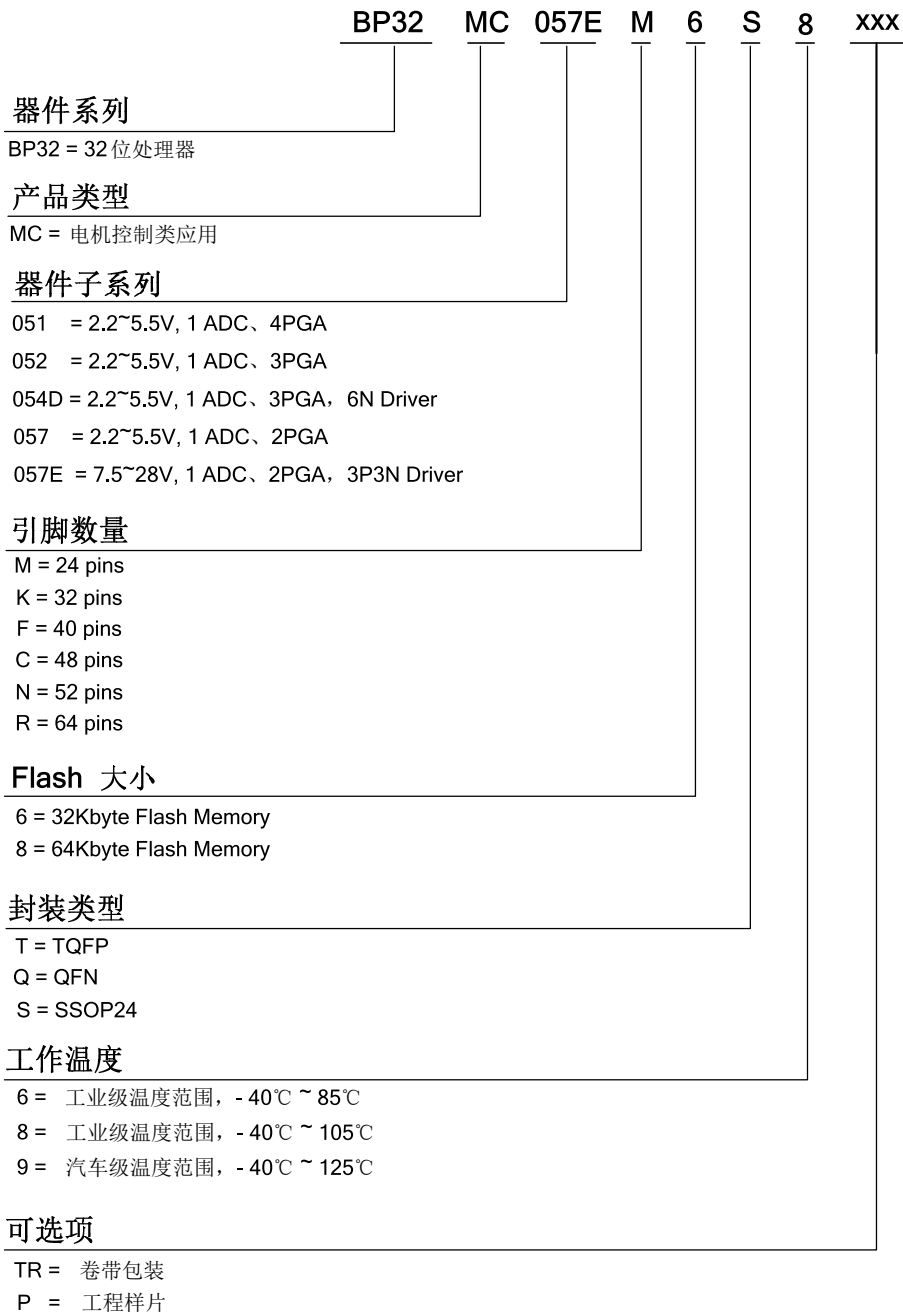 BP32 MC 057E M 6 S 8 xxx
器件系列
BP32 = 32位处理器
产品类型
MC = 电机控制类应用
器件子系列
051 = 2.2~5.5V, 1 ADC、4PGA
052 = 2.2~5.5V, 1 ADC、3PGA
054D = 2.2~5.5V, 1 ADC、3PGA，6N Driver
057 = 2.2~5.5V, 1 ADC、2PGA
057E = 7.5~28V, 1 ADC、2PGA，3P3N Driver
引脚数量
M = 24 pins
K = 32 pins
F = 40 pins
C = 48 pins
N = 52 pins
R = 64 pins
Flash 大小
6 = 32Kbyte Flash Memory
8 = 64Kbyte Flash Memory
封装类型
T = TQFP
Q = QFN
S = SSOP24
工作温度
6 = 工业级温度范围，- 40℃ ~ 85℃
8 = 工业级温度范围，- 40℃ ~ 105℃
9 = 汽车级温度范围，- 40℃ ~ 125℃
可选项
TR = 卷带包装
P = 工程样片